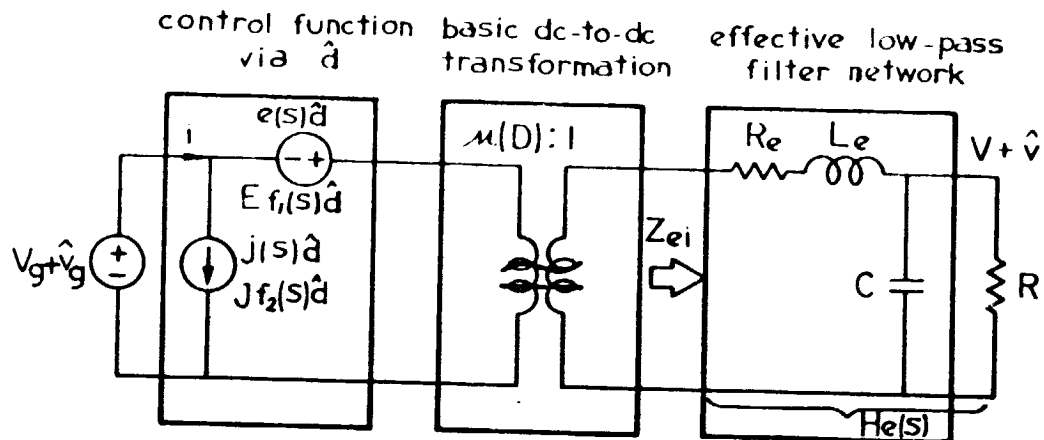 control function
via d̂
basic dc-to-dc
transformation
effective low-pass
filter network
e(s)d̂
- +
E f₁(s)d̂
i
μ(D):1
Re
Le
V + v̂
Vg+v̂g
+
-
j(s)d̂
J f₂(s)d̂
Zei
C
R
He(s)